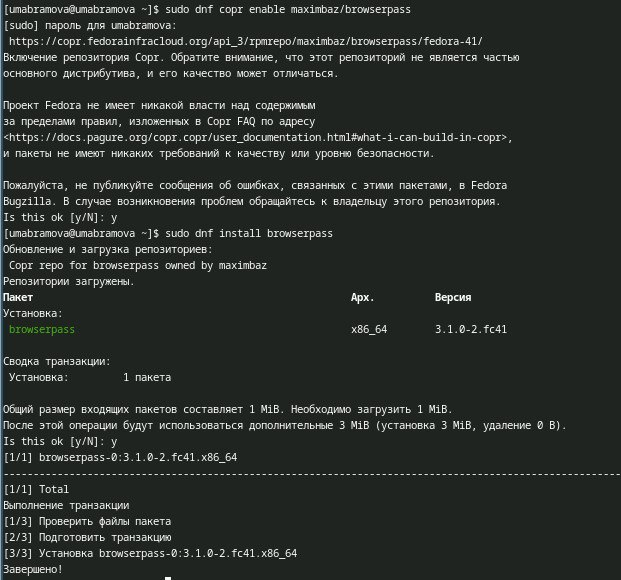 [umabramova@umabramova ~]$ sudo dnf copr enable maximbaz/browserpass
[sudo] пароль для umabramova:
https://copr.fedorainfracloud.org/api_3/rpmrepo/maximbaz/browserpass/fedora-41/
Включение репозитория Copr. Обратите внимание, что этот репозиторий не является частью
основного дистрибутива, и его качество может отличаться.
Проект Fedora не имеет никакой власти над содержимым
за пределами правил, изложенных в Copr FAQ по адресу
<https://docs.pagure.org/copr.copr/user_documentation.html#what-i-can-build-in-copr>,
и пакеты не имеют никаких требований к качеству или уровню безопасности.
Пожалуйста, не публикуйте сообщения об ошибках, связанных с этими пакетами, в Fedora
Bugzilla. В случае возникновения проблем обращайтесь к владельцу этого репозитория.
Is this ok [y/N]: y
[umabramova@umabramova ~]$ sudo dnf install browserpass
Обновление и загрузка репозиториев:
Copr repo for browserpass owned by maximbaz
Репозитории загружены.
Пакет Арх. Версия
Установка:
browserpass x86_64 3.1.0-2.fc41
Сводка транзакции:
Установка: 1 пакета
Общий размер входящих пакетов составляет 1 MiB. Необходимо загрузить 1 MiB.
После этой операции будут использоваться дополнительные 3 MiB (установка 3 MiB, удаление 0 B).
Is this ok [y/N]: y
[1/1] browserpass-0:3.1.0-2.fc41.x86_64
[1/1] Total
Выполнение транзакции
[1/3] Проверить файлы пакета
[2/3] Подготовить транзакцию
[3/3] Установка browserpass-0:3.1.0-2.fc41.x86_64
Завершено!